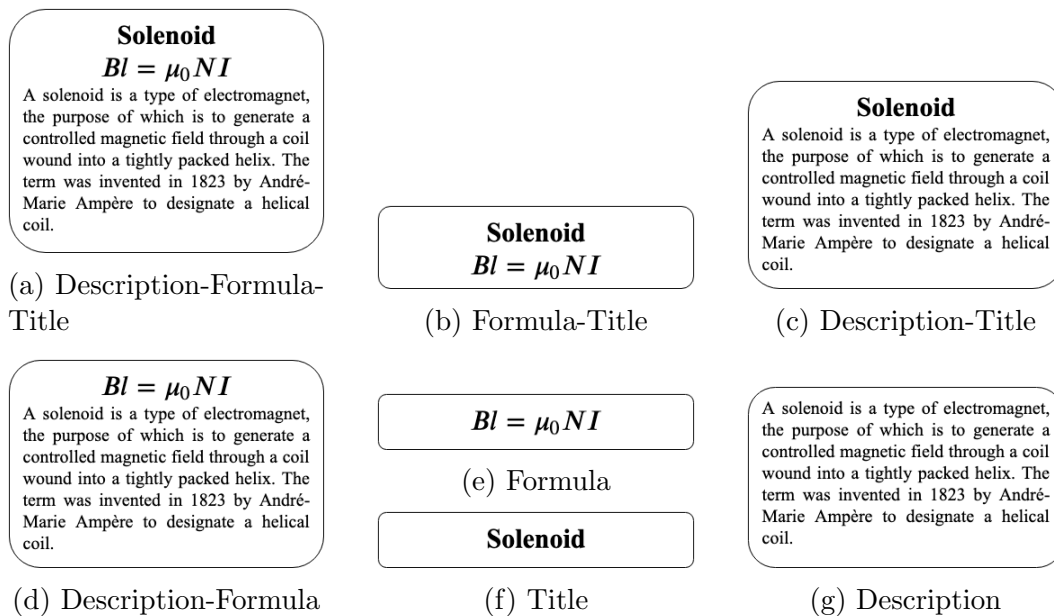 Solenoid
Bl = μ₀NI
A solenoid is a type of electromagnet,
the purpose of which is to generate a
controlled magnetic field through a coil
wound into a tightly packed helix. The
term was invented in 1823 by André-
Marie Ampère to designate a helical
coil.
(a) Description-Formula-
Title
Solenoid
Bl = μ₀NI
(b) Formula-Title
Solenoid
A solenoid is a type of electromagnet,
the purpose of which is to generate a
controlled magnetic field through a coil
wound into a tightly packed helix. The
term was invented in 1823 by André-
Marie Ampère to designate a helical
coil.
(c) Description-Title
Bl = μ₀NI
A solenoid is a type of electromagnet,
the purpose of which is to generate a
controlled magnetic field through a coil
wound into a tightly packed helix. The
term was invented in 1823 by André-
Marie Ampère to designate a helical
coil.
(d) Description-Formula
Bl = μ₀NI
(e) Formula
Solenoid
(f) Title
A solenoid is a type of electromagnet,
the purpose of which is to generate a
controlled magnetic field through a coil
wound into a tightly packed helix. The
term was invented in 1823 by André-
Marie Ampère to designate a helical
coil.
(g) Description